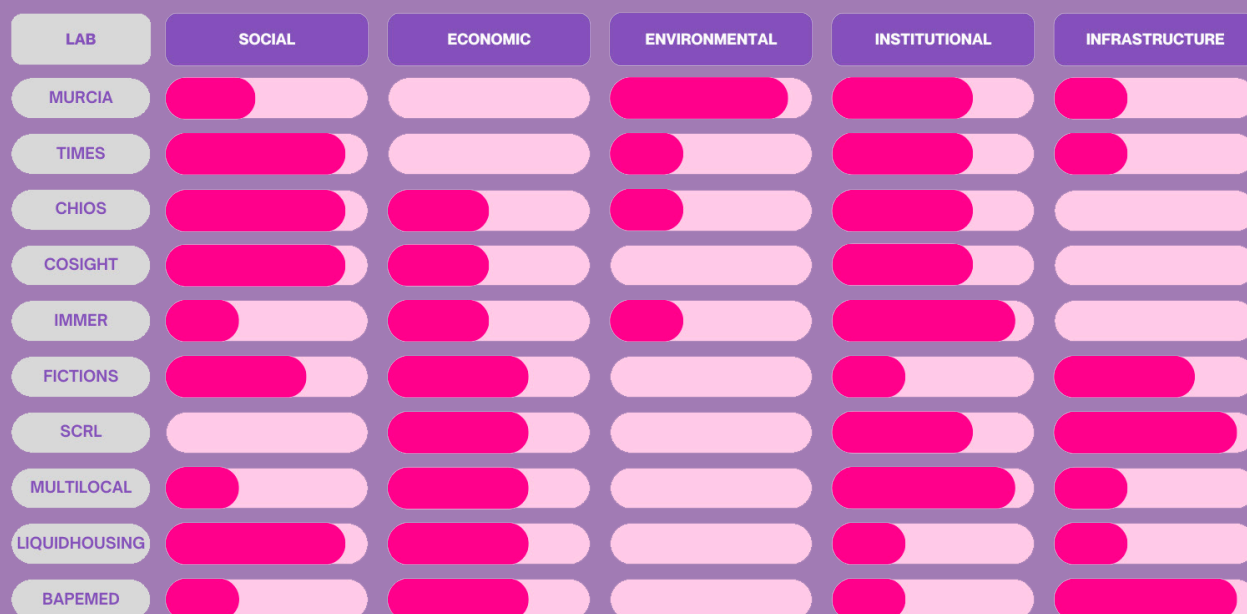 LAB SOCIAL ECONOMIC ENVIRONMENTAL INSTITUTIONAL INFRASTRUCTURE
MURCIA
TIMES
CHIOS
COSIGHT
IMMER
FICTIONS
SCRL
MULTILOCAL
LIQUIDHOUSING
BAPEMED